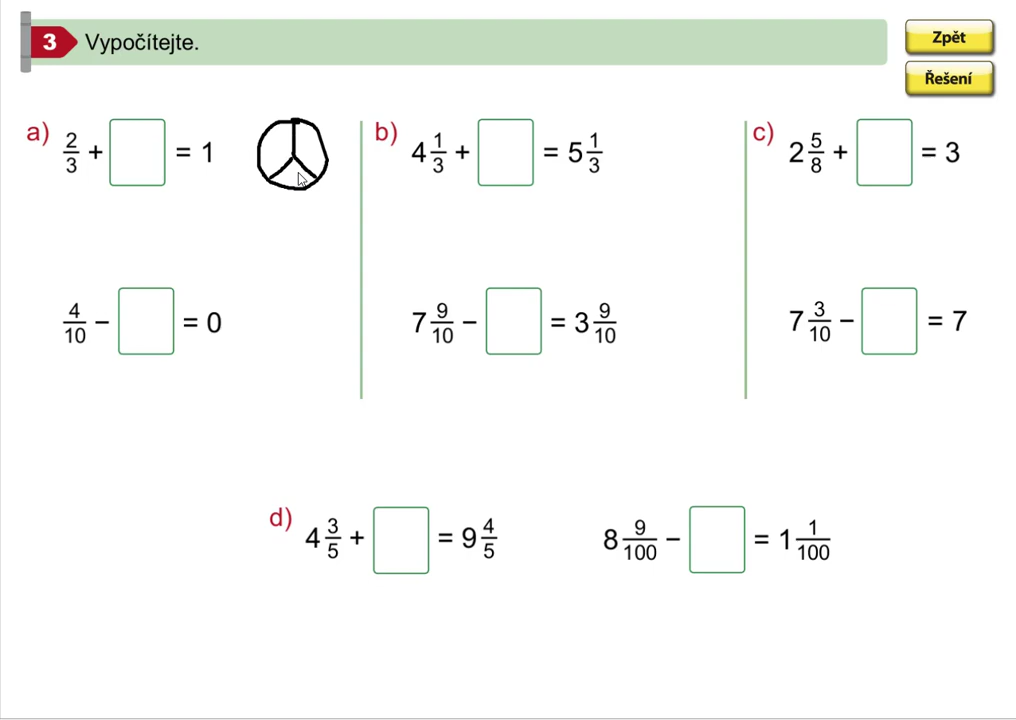 3 Vypočítejte.
Zpět
Řešení
a) 2/3 + = 1
b) 4 1/3 + = 5 1/3
c) 2 5/8 + = 3
4/10 − = 0
7 9/10 − = 3 9/10
7 3/10 − = 7
d) 4 3/5 + = 9 4/5
8 9/100 − = 1 1/100